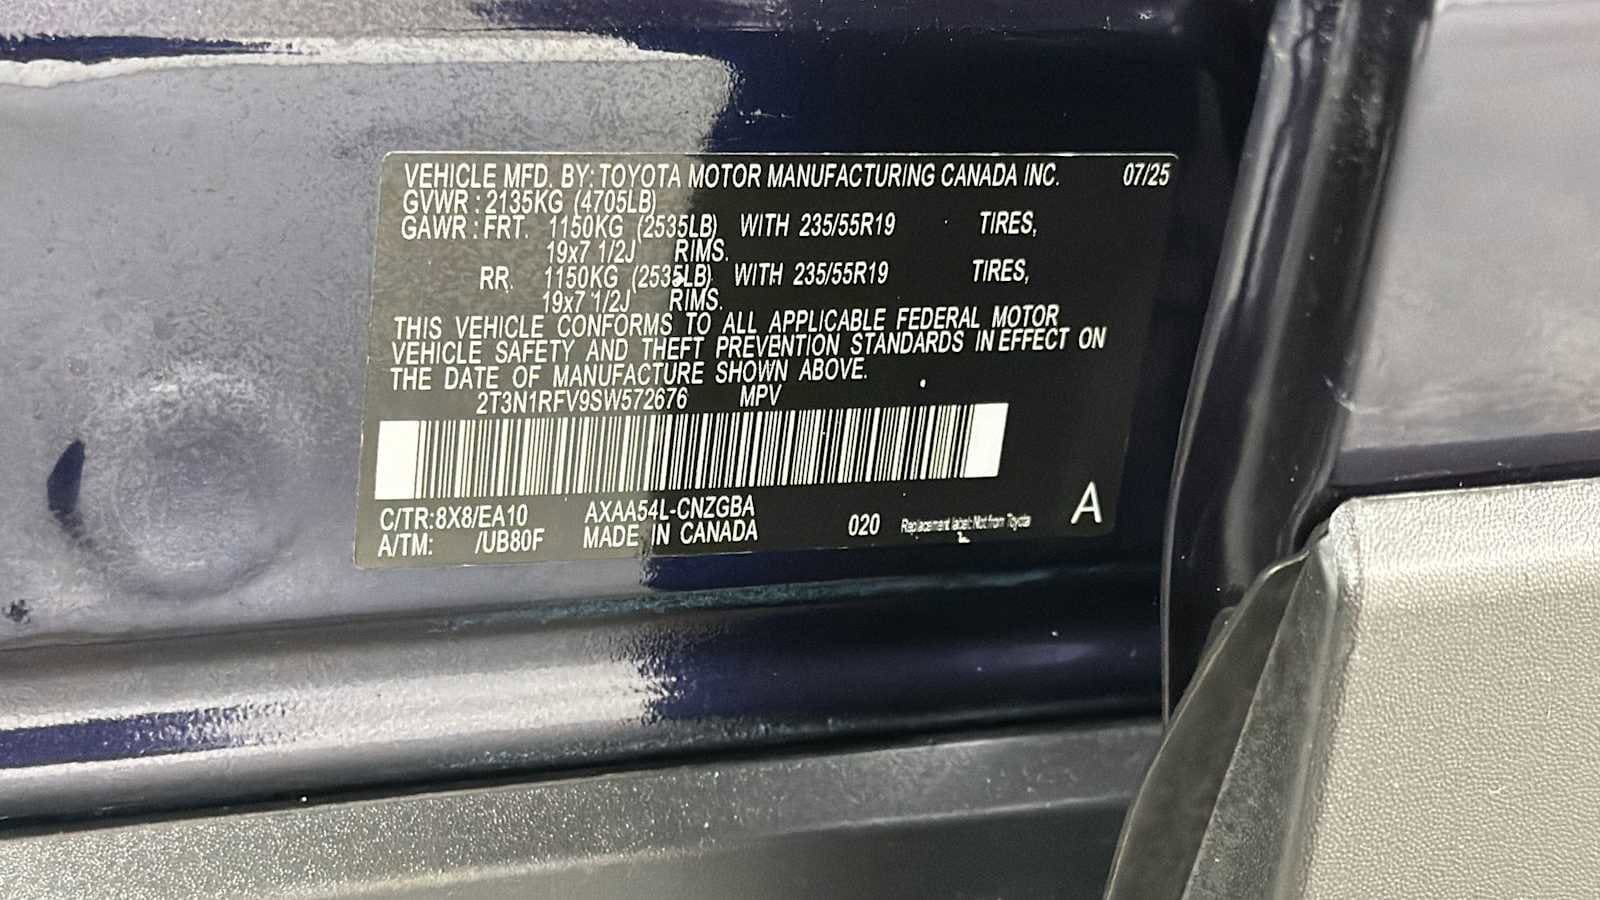 VEHICLE MFD. BY: TOYOTA MOTOR MANUFACTURING CANADA INC. 07/25
GVWR : 2135KG (4705LB)
GAWR : FRT. 1150KG (2535LB) WITH 235/55R19 TIRES,
19x7 1/2J RIMS.
RR. 1150KG (2535LB) WITH 235/55R19 TIRES,
19x7 1/2J RIMS.
THIS VEHICLE CONFORMS TO ALL APPLICABLE FEDERAL MOTOR
VEHICLE SAFETY AND THEFT PREVENTION STANDARDS IN EFFECT ON
THE DATE OF MANUFACTURE SHOWN ABOVE.
2T3N1RFV9SW572676 MPV
C/TR:8X8/EA10 AXAA54L-CNZGBA
A/TM: /UB80F MADE IN CANADA 020 Replacement label: Not from Toyota A